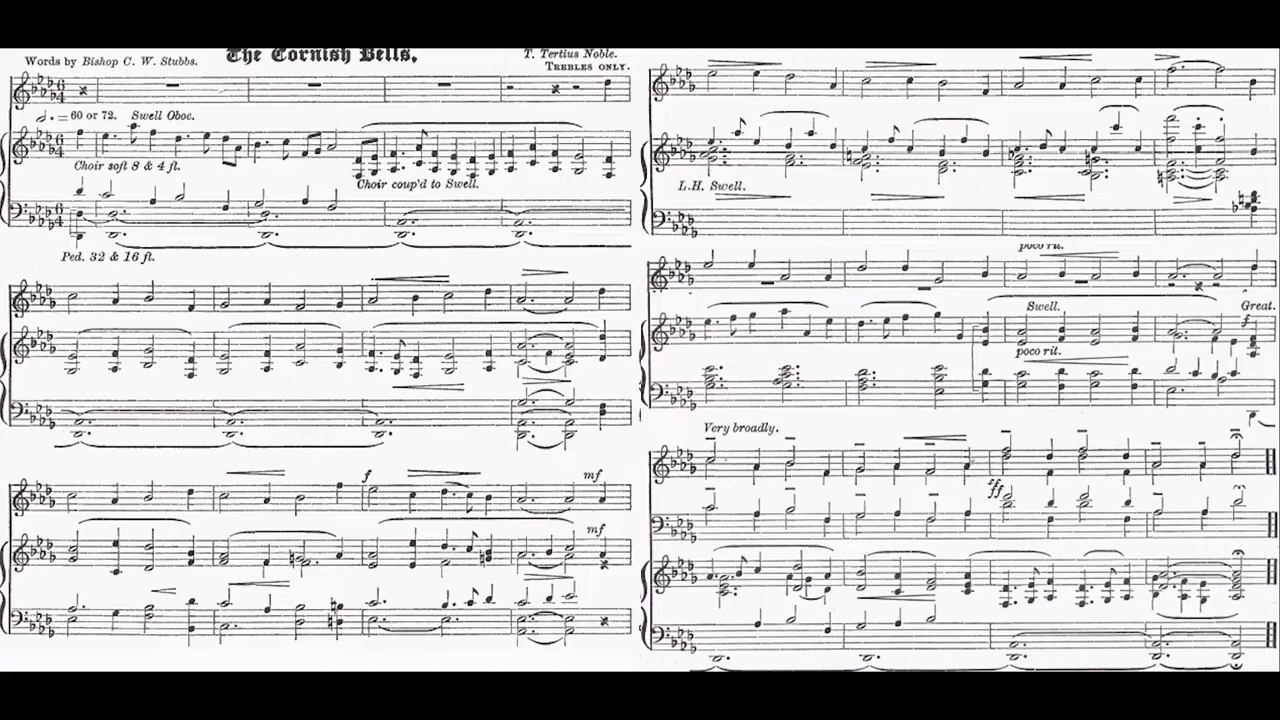 The Cornish Bells.
Words by Bishop C. W. Stubbs.
T. Tertius Noble.
TREBLES ONLY.
= 60 or 72. Swell Oboe.
Choir soft 8 & 4 ft.
Choir coup'd to Swell.
Ped. 32 & 16 ft.
f
mf
mf
L.H. Swell.
poco rit.
Swell.
Great.
f
poco rit.
Very broadly.
ff